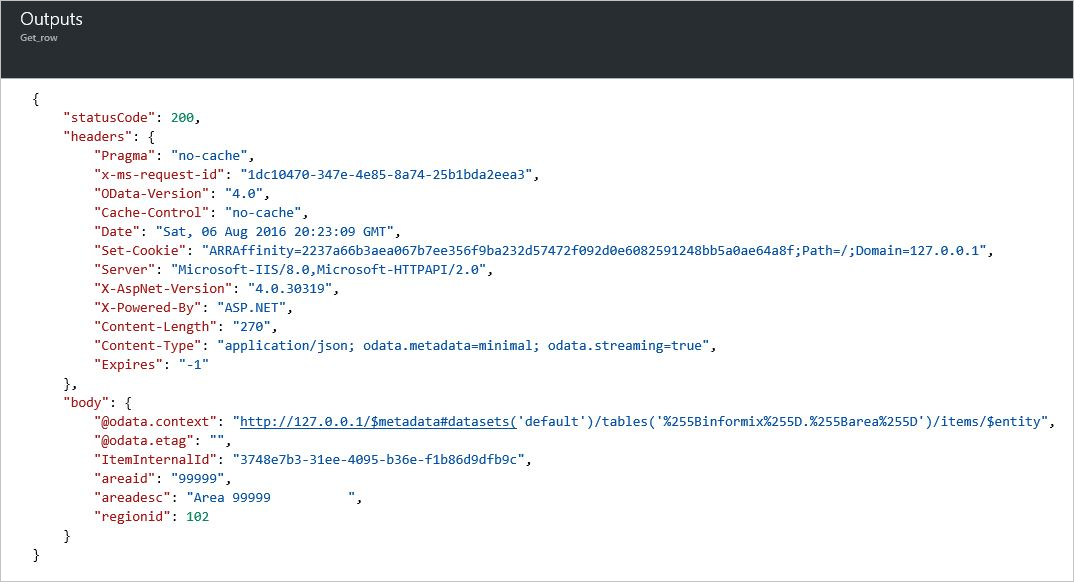 Outputs
Get_row
{
    "statusCode": 200,
    "headers": {
        "Pragma": "no-cache",
        "x-ms-request-id": "1dc10470-347e-4e85-8a74-25b1bda2eea3",
        "OData-Version": "4.0",
        "Cache-Control": "no-cache",
        "Date": "Sat, 06 Aug 2016 20:23:09 GMT",
        "Set-Cookie": "ARRAffinity=2237a66b3aea067b7ee356f9ba232d57472f092d0e6082591248bb5a0ae64a8f;Path=/;Domain=127.0.0.1",
        "Server": "Microsoft-IIS/8.0,Microsoft-HTTPAPI/2.0",
        "X-AspNet-Version": "4.0.30319",
        "X-Powered-By": "ASP.NET",
        "Content-Length": "270",
        "Content-Type": "application/json; odata.metadata=minimal; odata.streaming=true",
        "Expires": "-1"
    },
    "body": {
        "@odata.context": "http://127.0.0.1/$metadata#datasets('default')/tables('%255Binformix%255D.%255Barea%255D')/items/$entity",
        "@odata.etag": "",
        "ItemInternalId": "3748e7b3-31ee-4095-b36e-f1b86d9dfb9c",
        "areaid": "99999",
        "areadesc": "Area 99999          ",
        "regionid": 102
    }
}